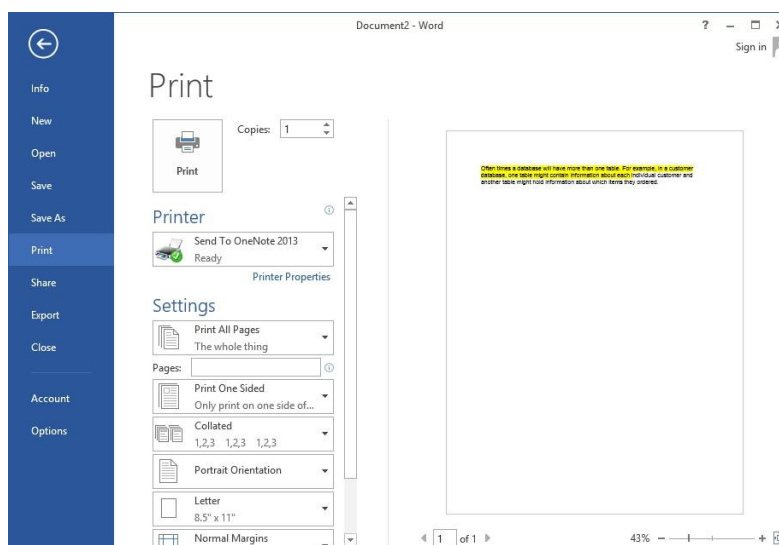 Document2 - Word
?
Sign in
Info
New
Open
Save
Save As
Print
Share
Export
Close
Account
Options
Print
Print
Copies: 1
Printer
Send To OneNote 2013
Ready
Printer Properties
Settings
Print All Pages
The whole thing
Pages:
Print One Sided
Only print on one side of...
Collated
1,2,3 1,2,3 1,2,3
Portrait Orientation
Letter
8.5" x 11"
Normal Margins
Often times a database will have more than one table. For example, in a customer
database, one table might contain information about each individual customer and
another table might hold information about which items they ordered.
1 of 1
43%